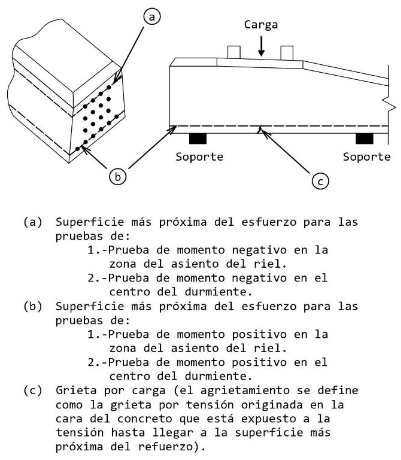 a
Carga
Soporte
Soporte
b
c
(a) Superficie más próxima del esfuerzo para las
pruebas de:
1.-Prueba de momento negativo en la
zona del asiento del riel.
2.-Prueba de momento negativo en el
centro del durmiente.
(b) Superficie más próxima del esfuerzo para las
pruebas de:
1.-Prueba de momento positivo en la
zona del asiento del riel.
2.-Prueba de momento positivo en el
centro del durmiente.
(c) Grieta por carga (el agrietamiento se define
como la grieta por tensión originada en la
cara del concreto que está expuesto a la
tensión hasta llegar a la superficie más
próxima del refuerzo).